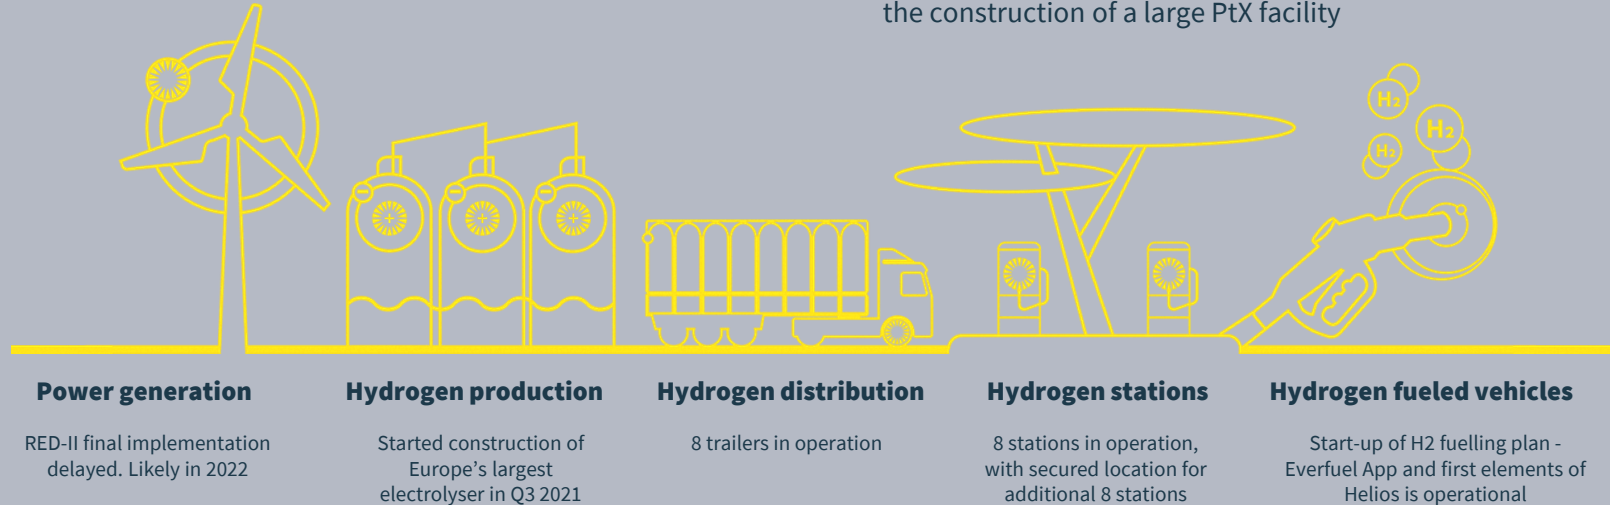 the construction of a large PtX facility
H2
H2
H2
Power generation
RED-II final implementation
delayed. Likely in 2022
Hydrogen production
Started construction of
Europe's largest
electrolyser in Q3 2021
Hydrogen distribution
8 trailers in operation
Hydrogen stations
8 stations in operation,
with secured location for
additional 8 stations
Hydrogen fueled vehicles
Start-up of H2 fuelling plan -
Everfuel App and first elements of
Helios is operational